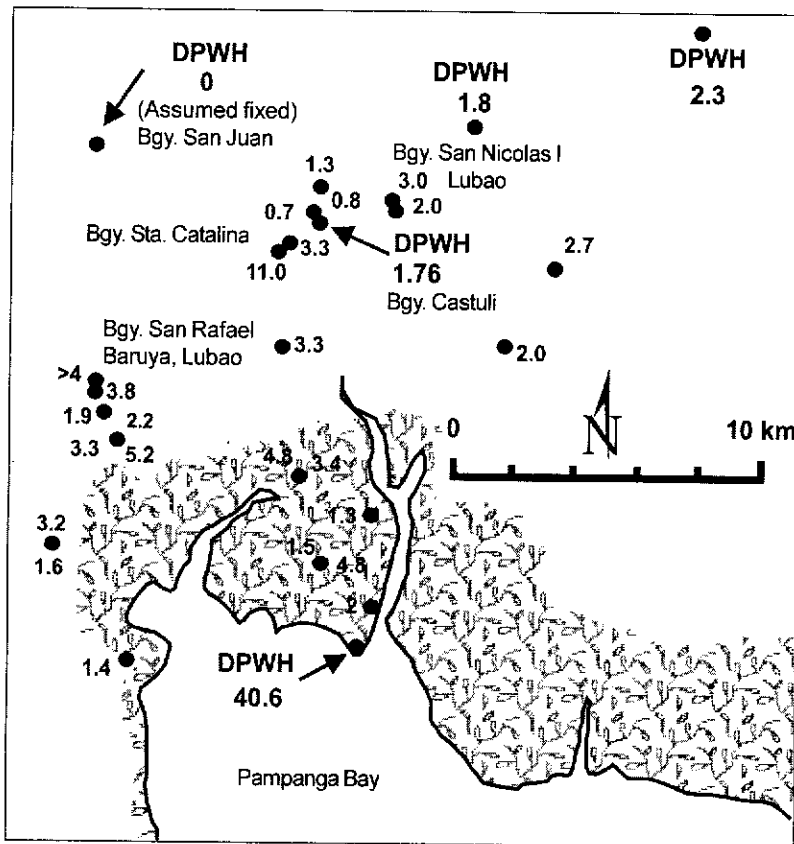 DPWH
0
(Assumed fixed)
Bgy. San Juan
DPWH
1.8
DPWH
2.3
Bgy. San Nicolas I
Lubao
1.3
3.0
0.7
0.8
2.0
Bgy. Sta. Catalina
3.3
11.0
DPWH
1.76
Bgy. Castuli
2.7
Bgy. San Rafael
Baruya, Lubao
3.3
2.0
>4
3.8
1.9
2.2
3.3
5.2
N
0
10 km
4.8
3.4
1.3
3.2
1.6
1.5
4.8
2
1.4
DPWH
40.6
Pampanga Bay